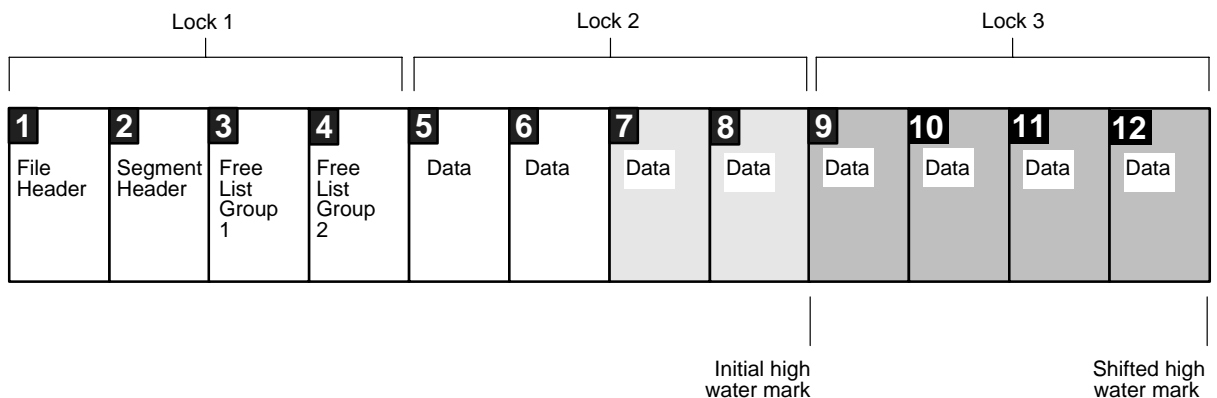 Lock 1
Lock 2
Lock 3
1
2
3
4
5
6
7
8
9
10
11
12
File
Header
Segment
Header
Free
List
Group
1
Free
List
Group
2
Data
Data
Data
Data
Data
Data
Data
Data
Initial high
water mark
Shifted high
water mark